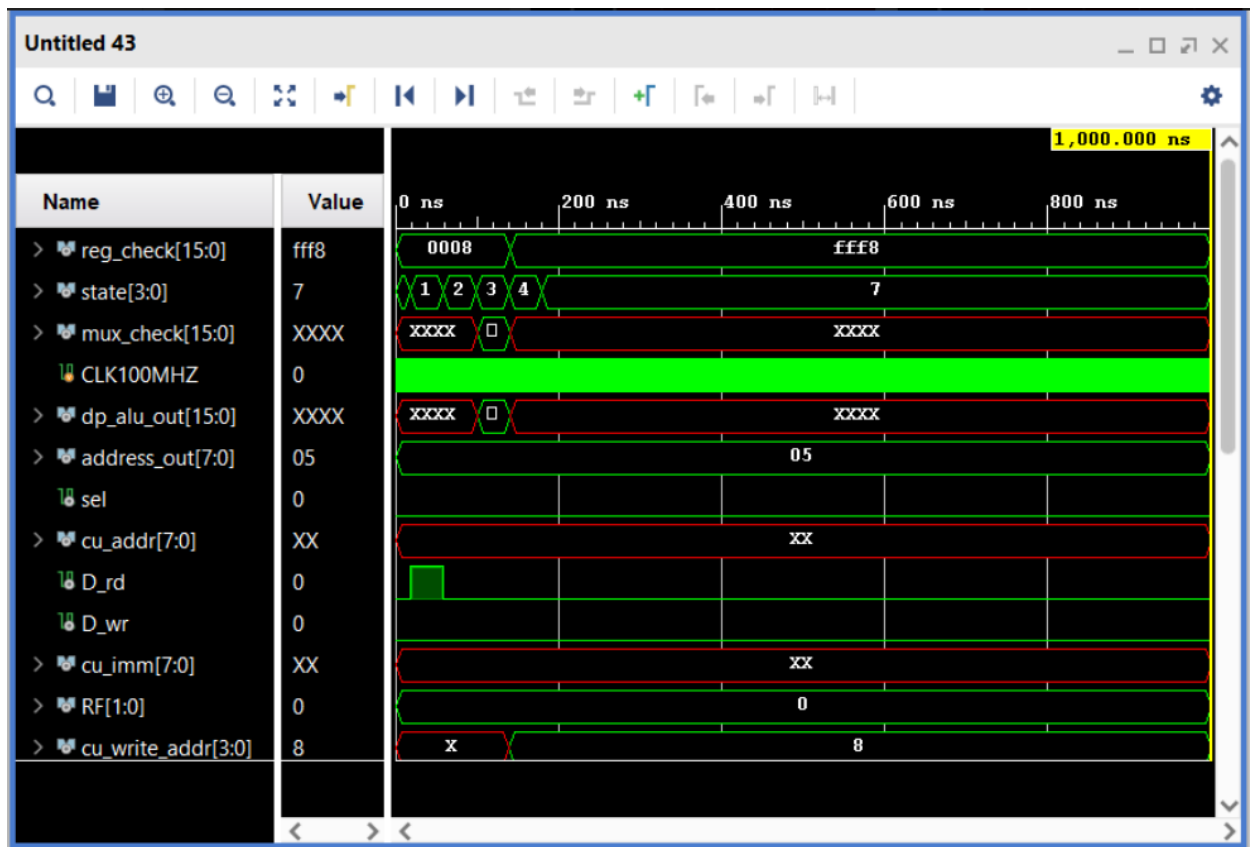 Untitled 43
1,000.000 ns
Name Value 0 ns 200 ns 400 ns 600 ns 800 ns
reg_check[15:0] fff8 0008 fff8
state[3:0] 7 1 2 3 4 7
mux_check[15:0] XXXX XXXX XXXX
CLK100MHZ 0
dp_alu_out[15:0] XXXX XXXX XXXX
address_out[7:0] 05 05
sel 0
cu_addr[7:0] XX XX
D_rd 0
D_wr 0
cu_imm[7:0] XX XX
RF[1:0] 0 0
cu_write_addr[3:0] 8 X 8